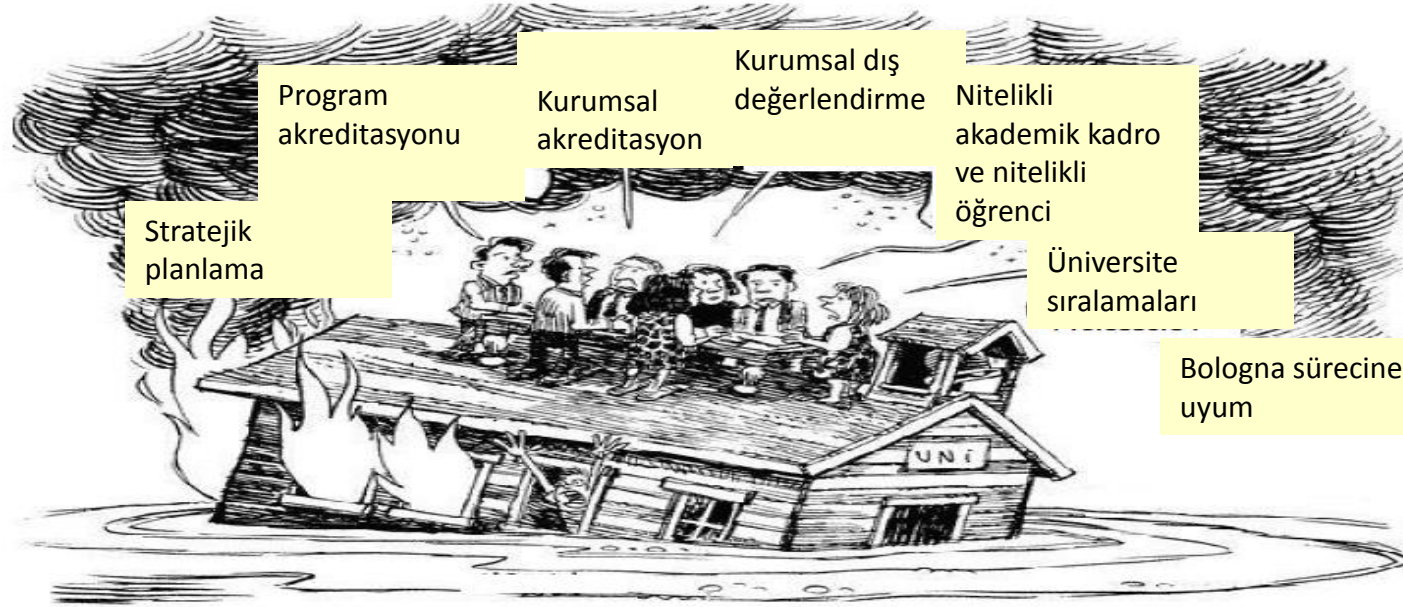 Kurumsal dış
değerlendirme
Program
akreditasyonu
Kurumsal
akreditasyon
Nitelikli
akademik kadro
ve nitelikli
öğrenci
Stratejik
planlama
Üniversite
sıralamaları
Bologna sürecine
uyum
UNi